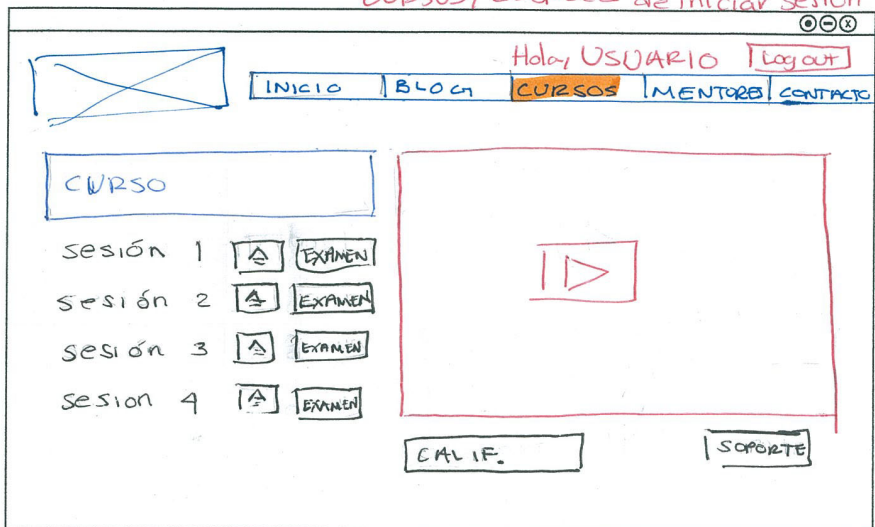 CURSOS, de iniciar sesión
Hola, USUARIO Log out
INICIO BLOG CURSOS MENTORES CONTACTO
CURSO
sesión 1 EXAMEN
sesión 2 EXAMEN
sesión 3 EXAMEN
sesion 4 EXAMEN
CALIF. SOPORTE